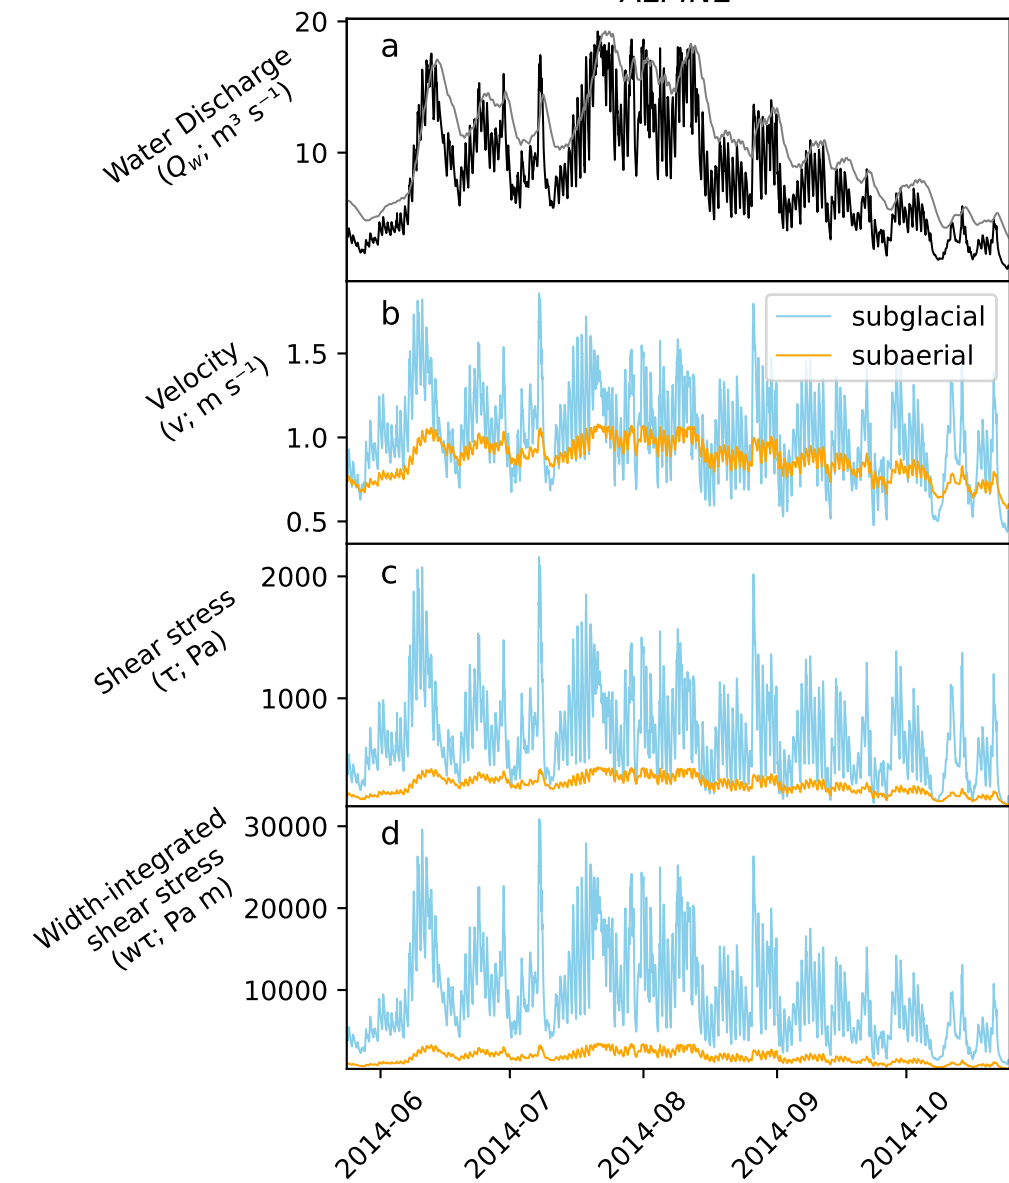 ALPINE
20
a
Water Discharge
(Qw; m³ s⁻¹)
10
b
subglacial
subaerial
Velocity
(v; m s⁻¹)
1.5
1.0
0.5
c
2000
Shear stress
(τ; Pa)
1000
d
30000
Width-integrated
shear stress
(wτ; Pa m)
20000
10000
2014-06
2014-07
2014-08
2014-09
2014-10